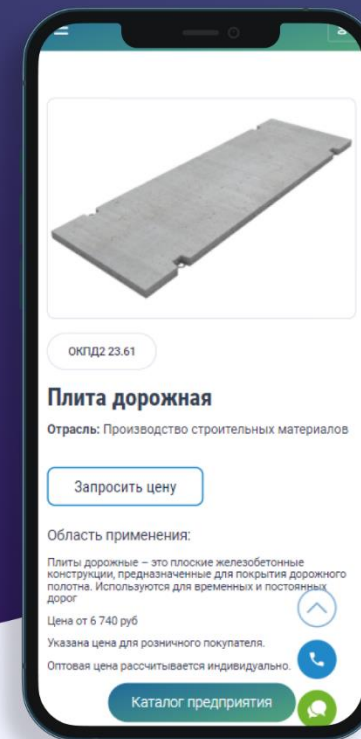 ОКПД2 23.61
Плита дорожная
Отрасль: Производство строительных материалов
Запросить цену
Область применения:
Плиты дорожные – это плоские железобетонные
конструкции, предназначенные для покрытия дорожного
полотна. Используются для временных и постоянных
дорог
Цена от 6 740 руб
Указана цена для розничного покупателя.
Оптовая цена рассчитывается индивидуально.
Каталог предприятия